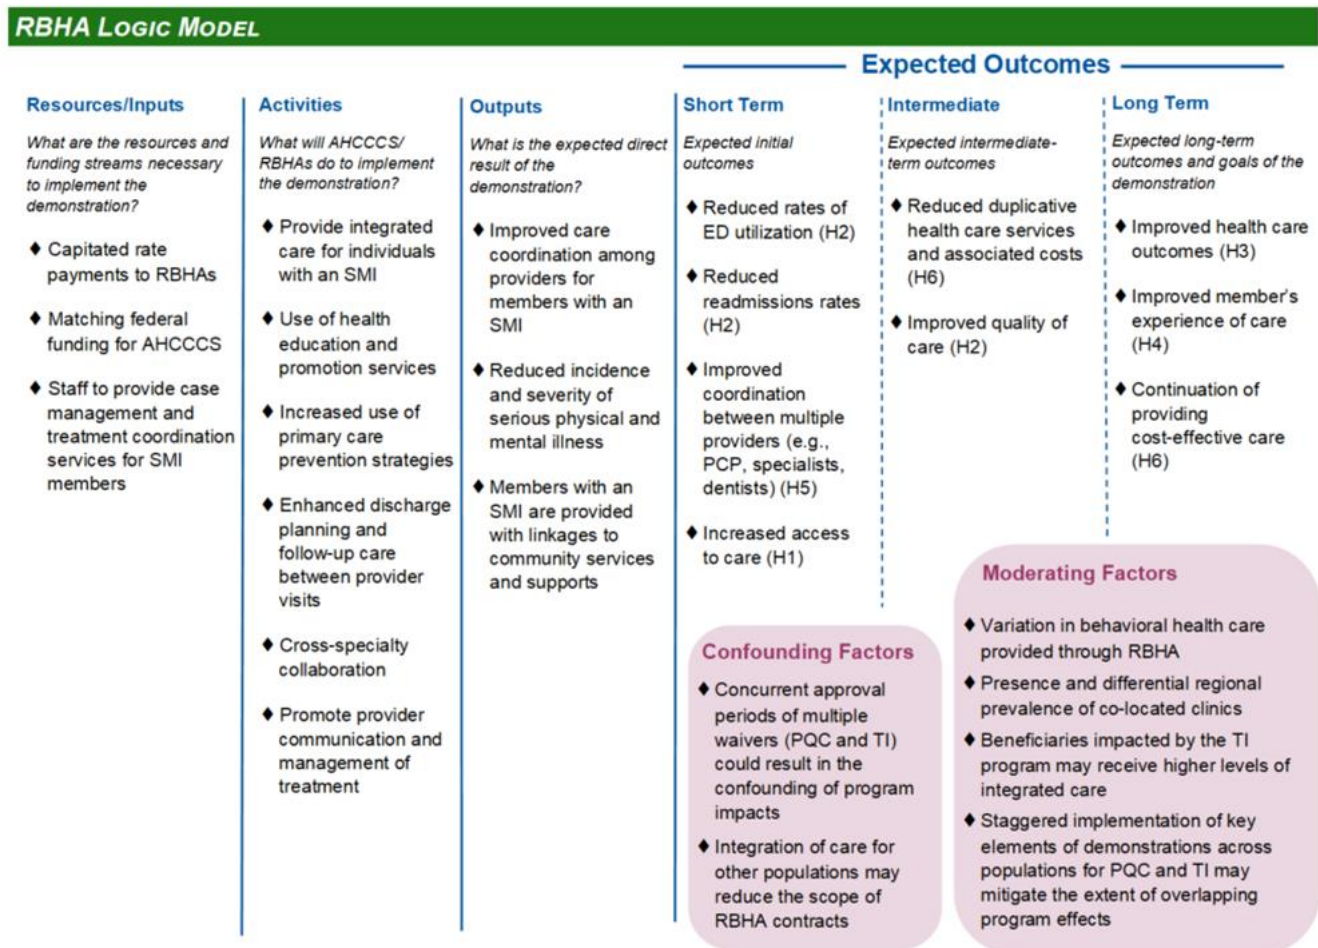 RBHA LOGIC MODEL
Expected Outcomes
Resources/Inputs
What are the resources and
funding streams necessary
to implement the
demonstration?
♦ Capitated rate
payments to RBHAs
♦ Matching federal
funding for AHCCCS
♦ Staff to provide case
management and
treatment coordination
services for SMI
members
Activities
What will AHCCCS/
RBHAs do to implement
the demonstration?
♦ Provide integrated
care for individuals
with an SMI
♦ Use of health
education and
promotion services
♦ Increased use of
primary care
prevention strategies
♦ Enhanced discharge
planning and
follow-up care
between provider
visits
♦ Cross-specialty
collaboration
♦ Promote provider
communication and
management of
treatment
Outputs
What is the expected direct
result of the
demonstration?
♦ Improved care
coordination among
providers for
members with an
SMI
♦ Reduced incidence
and severity of
serious physical and
mental illness
♦ Members with an
SMI are provided
with linkages to
community services
and supports
Short Term
Expected initial
outcomes
♦ Reduced rates of
ED utilization (H2)
♦ Reduced
readmissions rates
(H2)
♦ Improved
coordination
between multiple
providers (e.g.,
PCP, specialists,
dentists) (H5)
♦ Increased access
to care (H1)
Intermediate
Expected intermediate-
term outcomes
♦ Reduced duplicative
health care services
and associated costs
(H6)
♦ Improved quality of
care (H2)
Long Term
Expected long-term
outcomes and goals of the
demonstration
♦ Improved health care
outcomes (H3)
♦ Improved member's
experience of care
(H4)
♦ Continuation of
providing
cost-effective care
(H6)
Confounding Factors
♦ Concurrent approval
periods of multiple
waivers (PQC and TI)
could result in the
confounding of program
impacts
♦ Integration of care for
other populations may
reduce the scope of
RBHA contracts
Moderating Factors
♦ Variation in behavioral health care
provided through RBHA
♦ Presence and differential regional
prevalence of co-located clinics
♦ Beneficiaries impacted by the TI
program may receive higher levels of
integrated care
♦ Staggered implementation of key
elements of demonstrations across
populations for PQC and TI may
mitigate the extent of overlapping
program effects